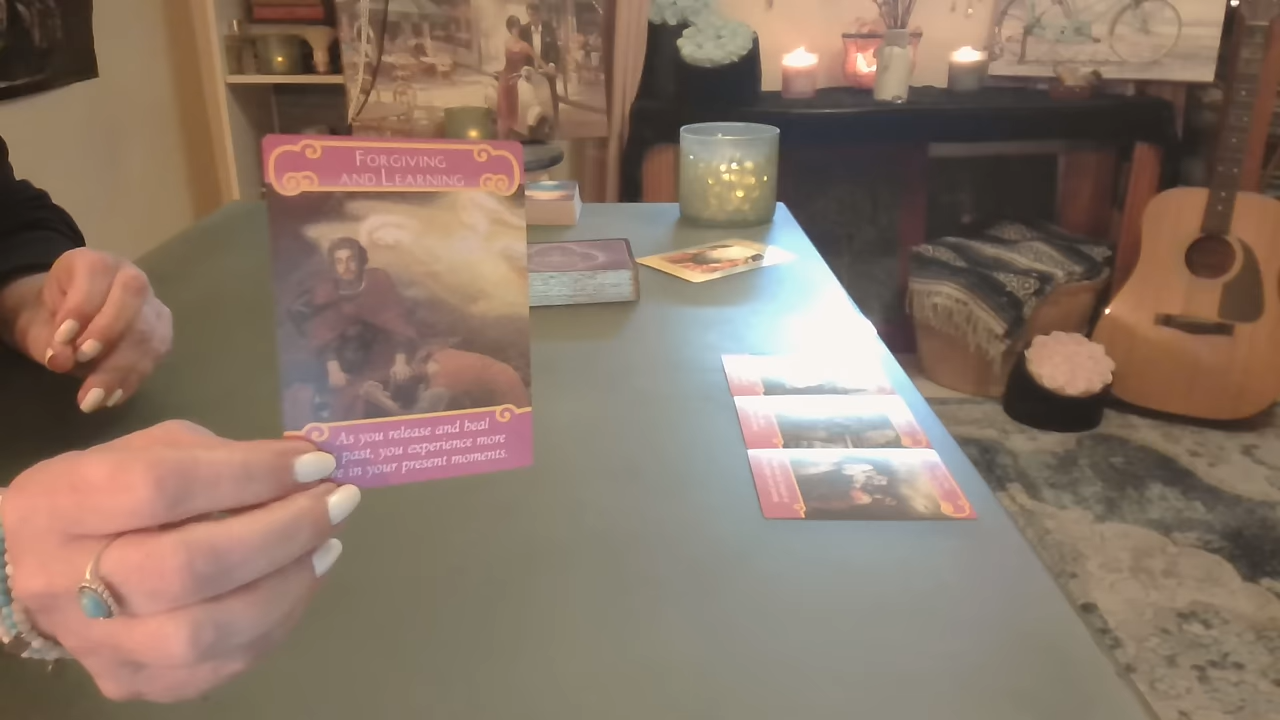 FORGIVING
AND LEARNING
As you release and heal
past, you experience more
in your present moments.